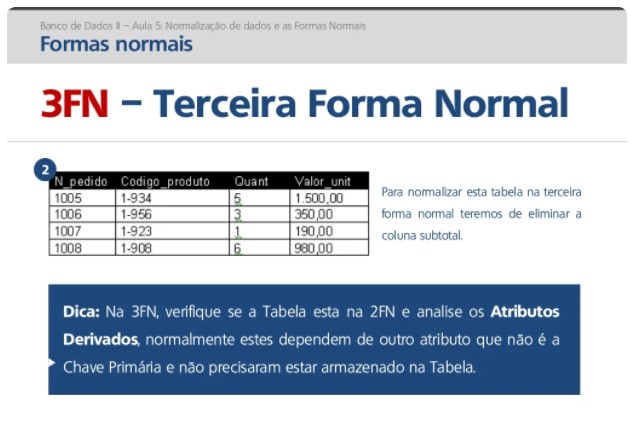 Banco de Dados II – Aula 5: Normalização de dados e as Formas Normais
Formas normais
3FN – Terceira Forma Normal
2
N_pedido Codigo_produto Quant Valor_unit
1005 1-934 5 1.500,00
1006 1-956 3 350,00
1007 1-923 1 190,00
1008 1-908 6 980,00
Para normalizar esta tabela na terceira
forma normal teremos de eliminar a
coluna subtotal.
Dica: Na 3FN, verifique se a Tabela esta na 2FN e analise os Atributos
Derivados, normalmente estes dependem de outro atributo que não é a
Chave Primária e não precisaram estar armazenado na Tabela.